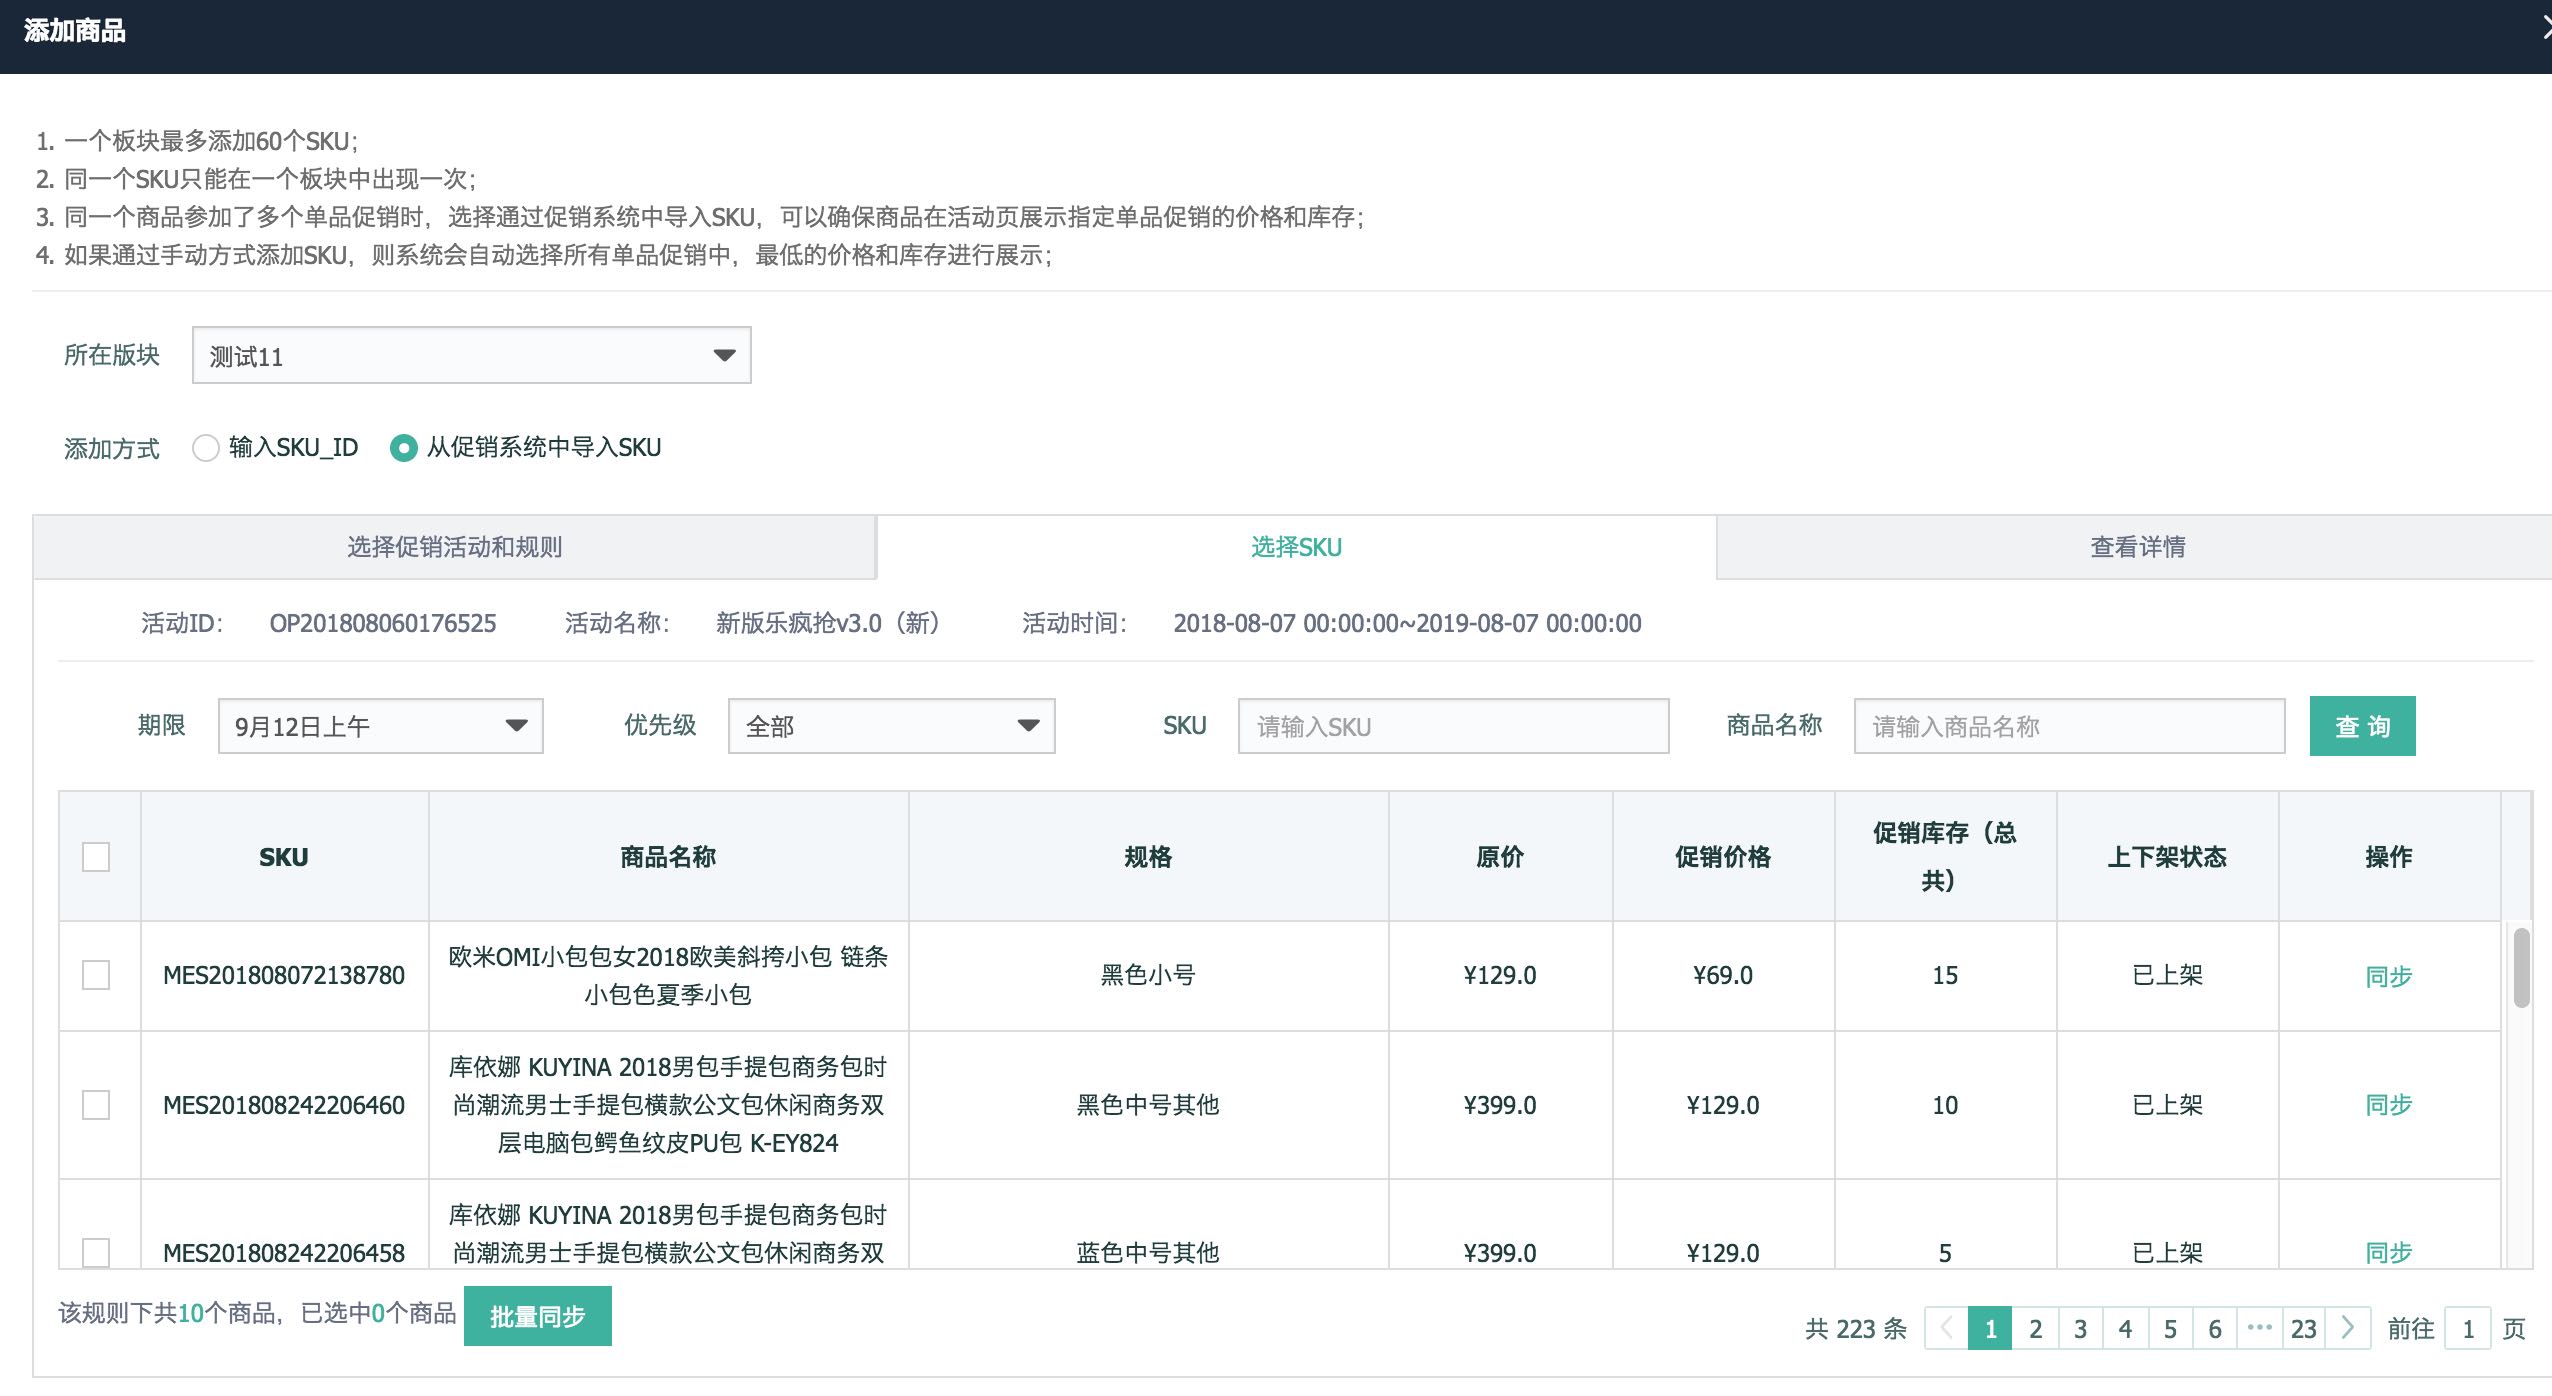 添加商品
1. 一个板块最多添加60个SKU；
2. 同一个SKU只能在一个板块中出现一次；
3. 同一个商品参加了多个单品促销时，选择通过促销系统中导入SKU，可以确保商品在活动页展示指定单品促销的价格和库存；
4. 如果通过手动方式添加SKU，则系统会自动选择所有单品促销中，最低的价格和库存进行展示；
所在版块 测试11
添加方式 输入SKU_ID 从促销系统中导入SKU
选择促销活动和规则 选择SKU 查看详情
活动ID： OP201808060176525 活动名称： 新版乐疯抢v3.0（新） 活动时间： 2018-08-07 00:00:00~2019-08-07 00:00:00
期限 9月12日上午 优先级 全部 SKU 请输入SKU 商品名称 请输入商品名称 查 询
SKU 商品名称 规格 原价 促销价格 促销库存（总
共） 上下架状态 操作
MES201808072138780 欧米OMI小包包女2018欧美斜挎小包 链条
小包色夏季小包 黑色小号 ¥129.0 ¥69.0 15 已上架 同步
MES201808242206460 库依娜 KUYINA 2018男包手提包商务包时
尚潮流男士手提包横款公文包休闲商务双
层电脑包鳄鱼纹皮PU包 K-EY824 黑色中号其他 ¥399.0 ¥129.0 10 已上架 同步
MES201808242206458 库依娜 KUYINA 2018男包手提包商务包时
尚潮流男士手提包横款公文包休闲商务双 蓝色中号其他 ¥399.0 ¥129.0 5 已上架 同步
该规则下共10个商品，已选中0个商品 批量同步
共 223 条 1 2 3 4 5 6 ••• 23 前往 1 页